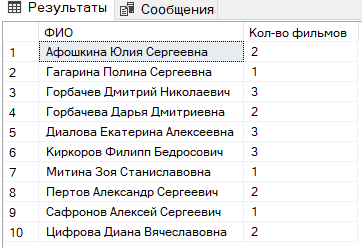 Результаты Сообщения
ФИО Кол-во фильмов
1 Афошкина Юлия Сергеевна 2
2 Гагарина Полина Сергеевна 1
3 Горбачев Дмитрий Николаевич 3
4 Горбачева Дарья Дмитриевна 2
5 Диалова Екатерина Алексеевна 3
6 Киркоров Филипп Бедросович 3
7 Митина Зоя Станиславовна 1
8 Пертов Александр Сергеевич 2
9 Сафронов Алексей Сергеевич 1
10 Цифрова Диана Вячеславовна 2